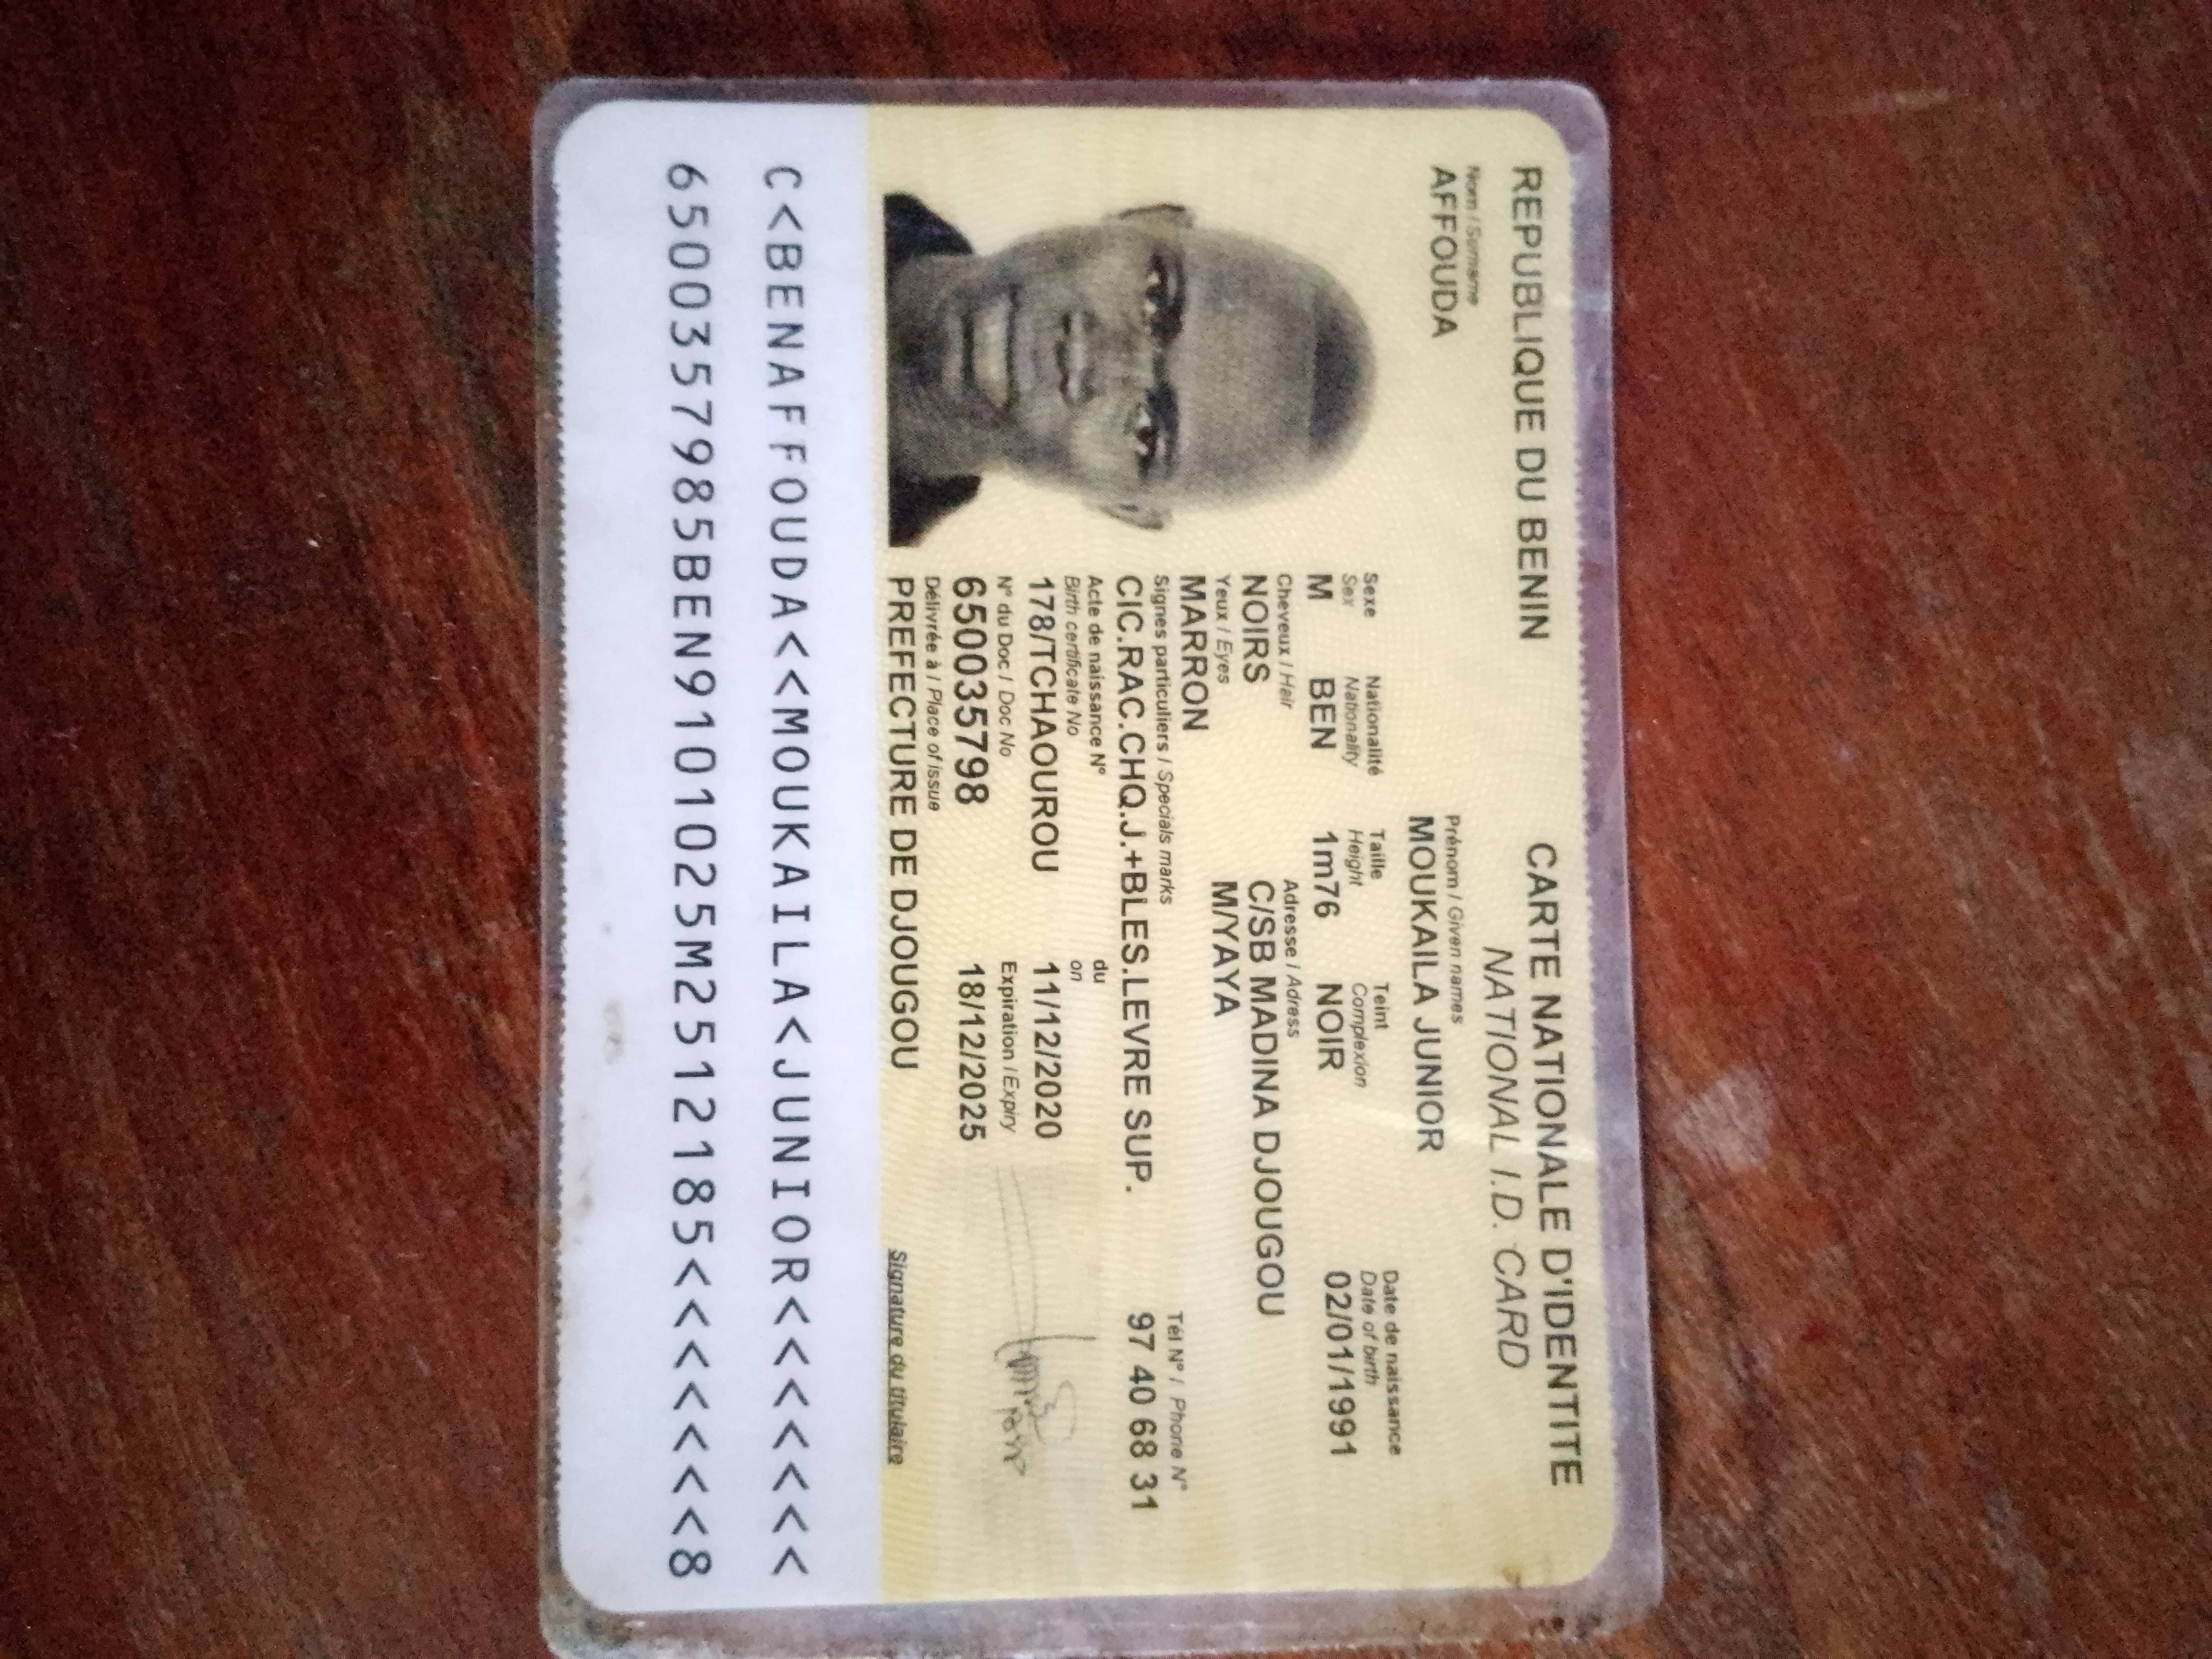 REPUBLIQUE DU BENIN
CARTE NATIONALE D'IDENTITE
NATIONAL I.D. CARD
Nom / Surname
AFFOUDA
Prénom / Given names
MOUKAILA JUNIOR
Sexe Nationalité Taille Teint Date de naissance
Sex Nationality Height Complexion Date of birth
M BEN 1m76 NOIR 02/01/1991
Cheveux / Hair Adresse / Adress
NOIRS C/SB MADINA DJOUGOU
Yeux / Eyes M/YAYA
MARRON
Signes particuliers / Specials marks Tél N° / Phone N°
CIC.RAC.CHQ.J.+BLES.LEVRE SUP. 97 40 68 31
Acte de naissance N° du
Birth certificate No on
178/TCHAOUROU 11/12/2020
N° du Doc / Doc No Expiration / Expiry
650035798 18/12/2025
Délivrée à / Place of issue
PREFECTURE DE DJOUGOU
Signature du titulaire
C<BENAFFOUDA<<MOUKAILA<JUNIOR<<<<<<<
6500357985BEN9101025M2512185<<<<<<<8